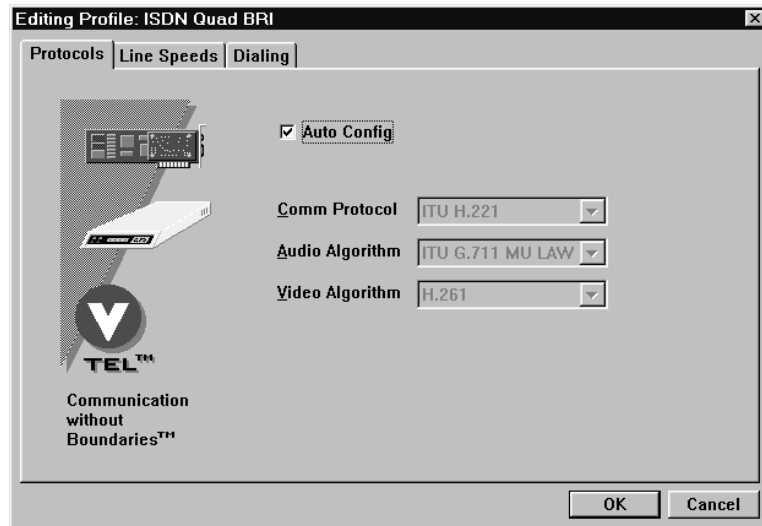 Editing Profile: ISDN Quad BRI
Protocols Line Speeds Dialing
Auto Config
Comm Protocol ITU H.221
Audio Algorithm ITU G.711 MU LAW
Video Algorithm H.261
V
TEL™
Communication
without
Boundaries™
OK Cancel